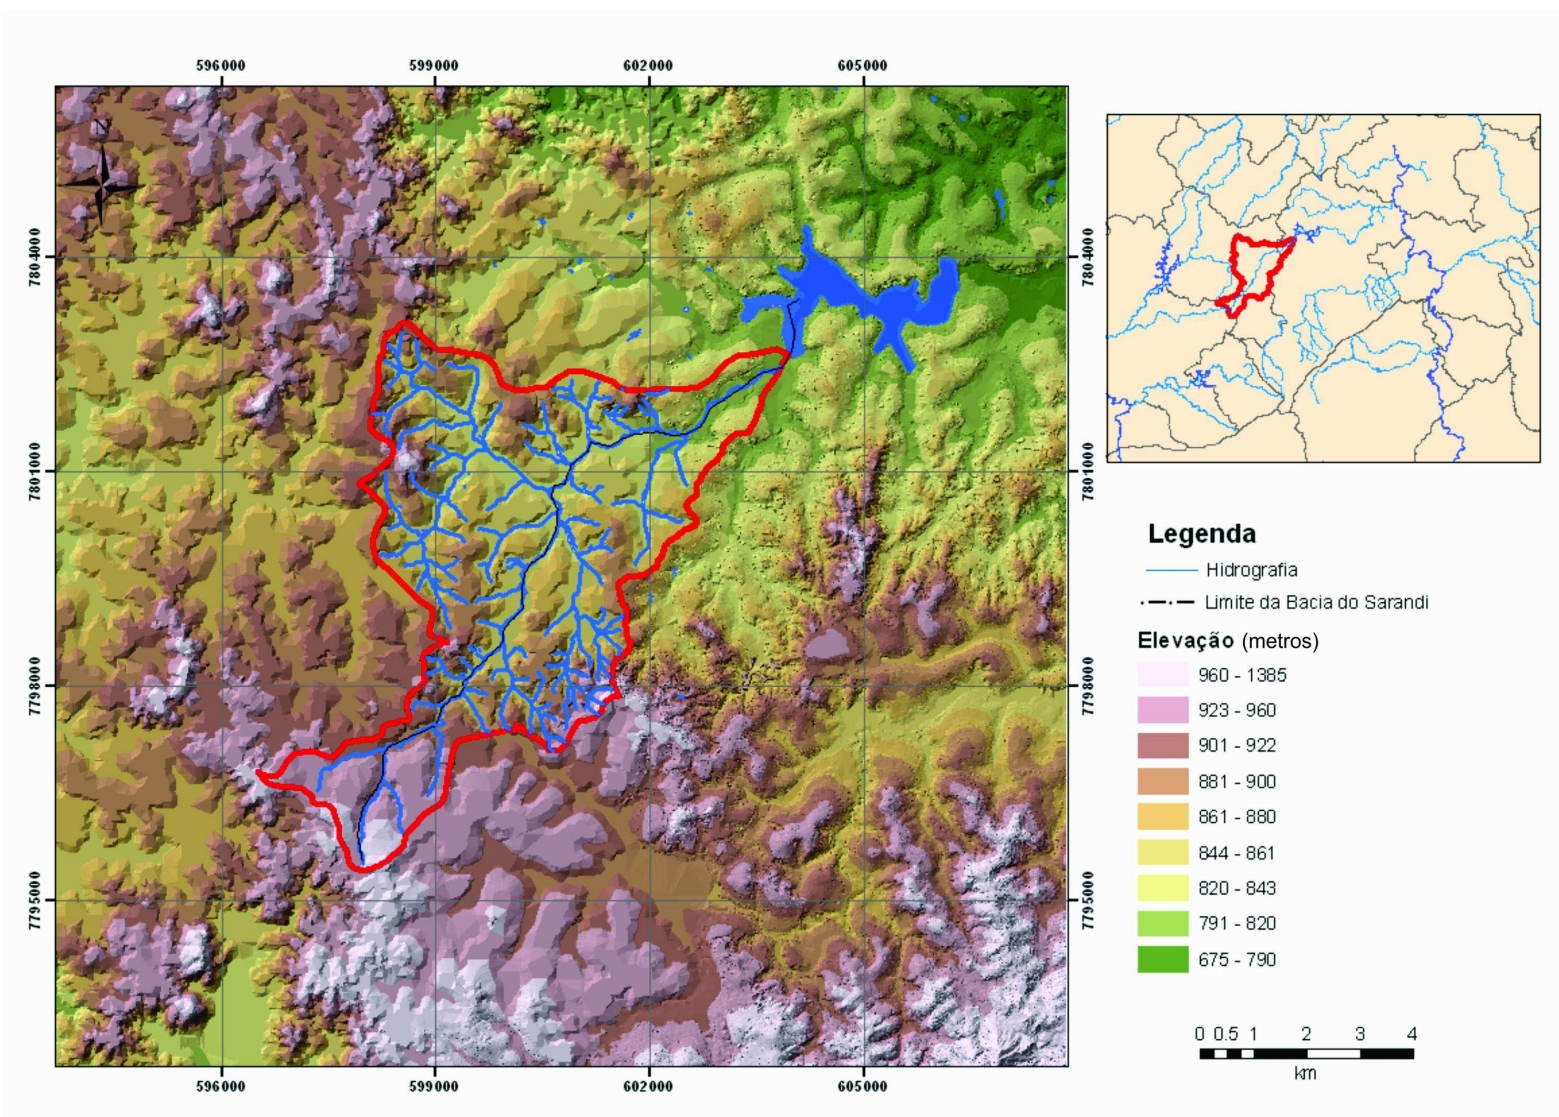 596000 599000 602000 605000
N
7804000 7804000
7801000 7801000
7798000 7798000
7795000 7795000
596000 599000 602000 605000
Legenda
Hidrografia
Limite da Bacia do Sarandi
Elevação (metros)
960 - 1385
923 - 960
901 - 922
881 - 900
861 - 880
844 - 861
820 - 843
791 - 820
675 - 790
0 0.5 1 2 3 4
km